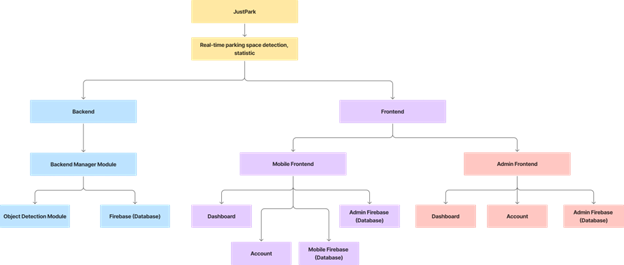 JustPark
Real-time parking space detection,
statistic
Backend
Frontend
Backend Manager Module
Mobile Frontend
Admin Frontend
Object Detection Module
Firebase (Database)
Dashboard
Admin Firebase
(Database)
Dashboard
Account
Admin Firebase
(Database)
Account
Mobile Firebase
(Database)